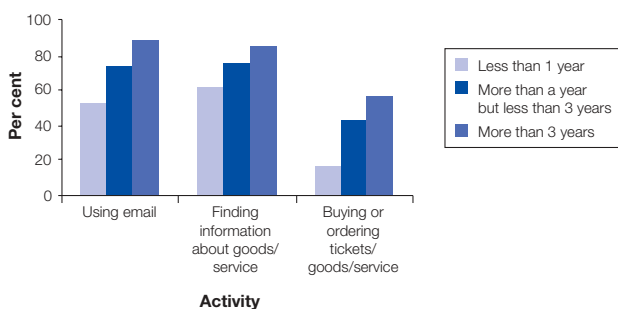 Per cent
100
80
60
40
20
0
Using email
Finding
information
about goods/
service
Buying or
ordering
tickets/
goods/service
Activity
Less than 1 year
More than a year
but less than 3 years
More than 3 years